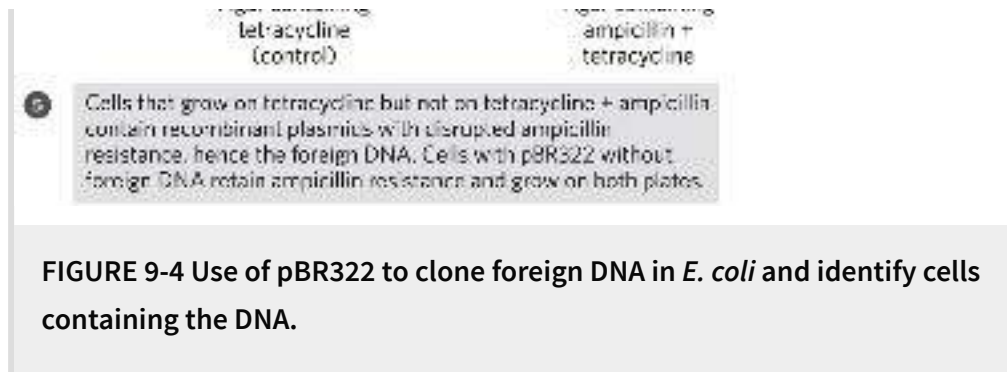 tetracycline
(control)
ampicillin +
tetracycline
Cells that grow on tetracycline but not on tetracycline + ampicillin
contain recombinant plasmids with disrupted ampicillin
resistance, hence the foreign DNA. Cells with pBR322 without
foreign DNA retain ampicillin resistance and grow on both plates.
FIGURE 9-4 Use of pBR322 to clone foreign DNA in E. coli and identify cells
containing the DNA.